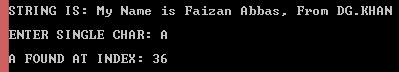 STRING IS: My Name is Faizan Abbas, From DG.KHAN
ENTER SINGLE CHAR: A
A FOUND AT INDEX: 36